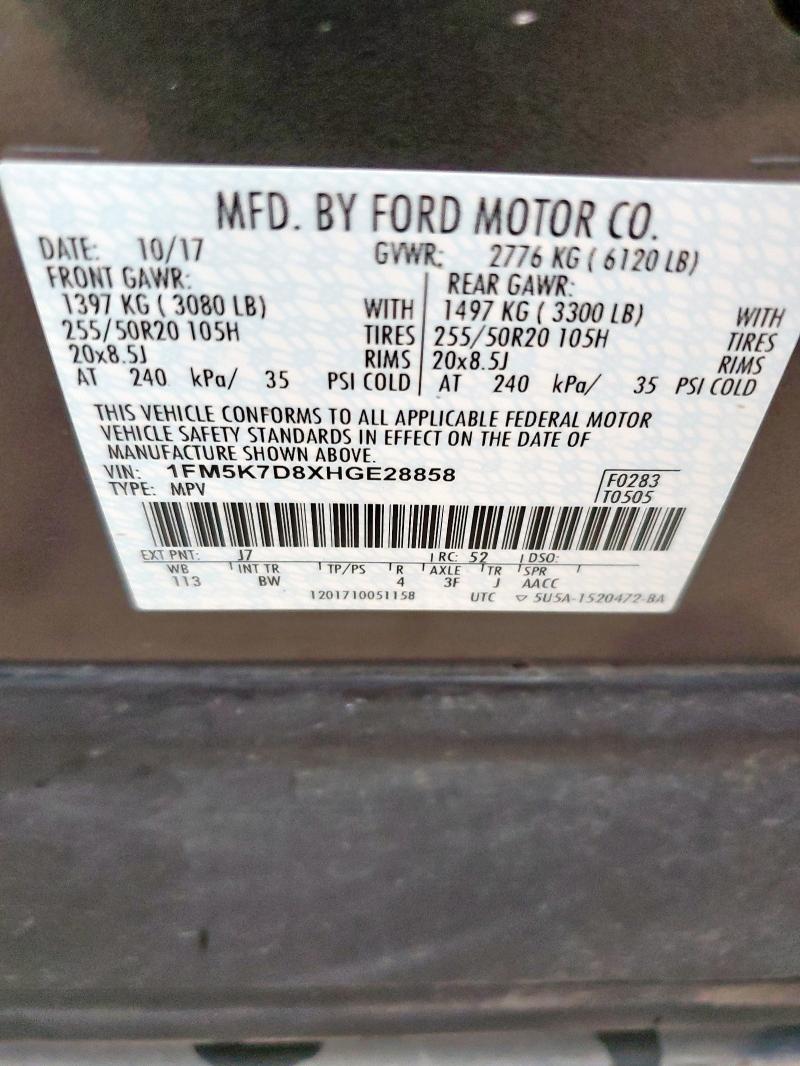 MFD. BY FORD MOTOR CO.
DATE: 10/17 GVWR: 2776 KG ( 6120 LB)
FRONT GAWR: REAR GAWR:
1397 KG ( 3080 LB) WITH 1497 KG ( 3300 LB) WITH
255/50R20 105H TIRES 255/50R20 105H TIRES
20x8.5J RIMS 20x8.5J RIMS
AT 240 kPa/ 35 PSI COLD AT 240 kPa/ 35 PSI COLD
THIS VEHICLE CONFORMS TO ALL APPLICABLE FEDERAL MOTOR
VEHICLE SAFETY STANDARDS IN EFFECT ON THE DATE OF
MANUFACTURE SHOWN ABOVE.
VIN: 1FM5K7D8XHGE28858 F0283
TYPE: MPV T0505
EXT PNT: J7 RC: 52 DSO:
WB INT TR TP/PS R AXLE TR SPR
113 BW 4 3F J AACC
1201710051158 UTC ▽ 5U5A-1520472-BA